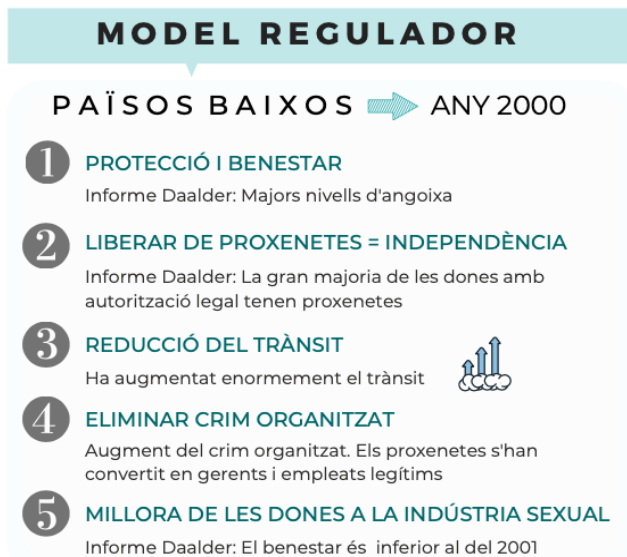 MODEL REGULADOR
PAÏSOS BAIXOS ANY 2000
1 PROTECCIÓ I BENESTAR
Informe Daalder: Majors nivells d'angoixa
2 LIBERAR DE PROXENETES = INDEPENDÈNCIA
Informe Daalder: La gran majoria de les dones amb
autorització legal tenen proxenetes
3 REDUCCIÓ DEL TRÀNSIT
Ha augmentat enormement el trànsit
4 ELIMINAR CRIM ORGANITZAT
Augment del crim organitzat. Els proxenetes s'han
convertit en gerents i empleats legítims
5 MILLORA DE LES DONES A LA INDÚSTRIA SEXUAL
Informe Daalder: El benestar és inferior al del 2001